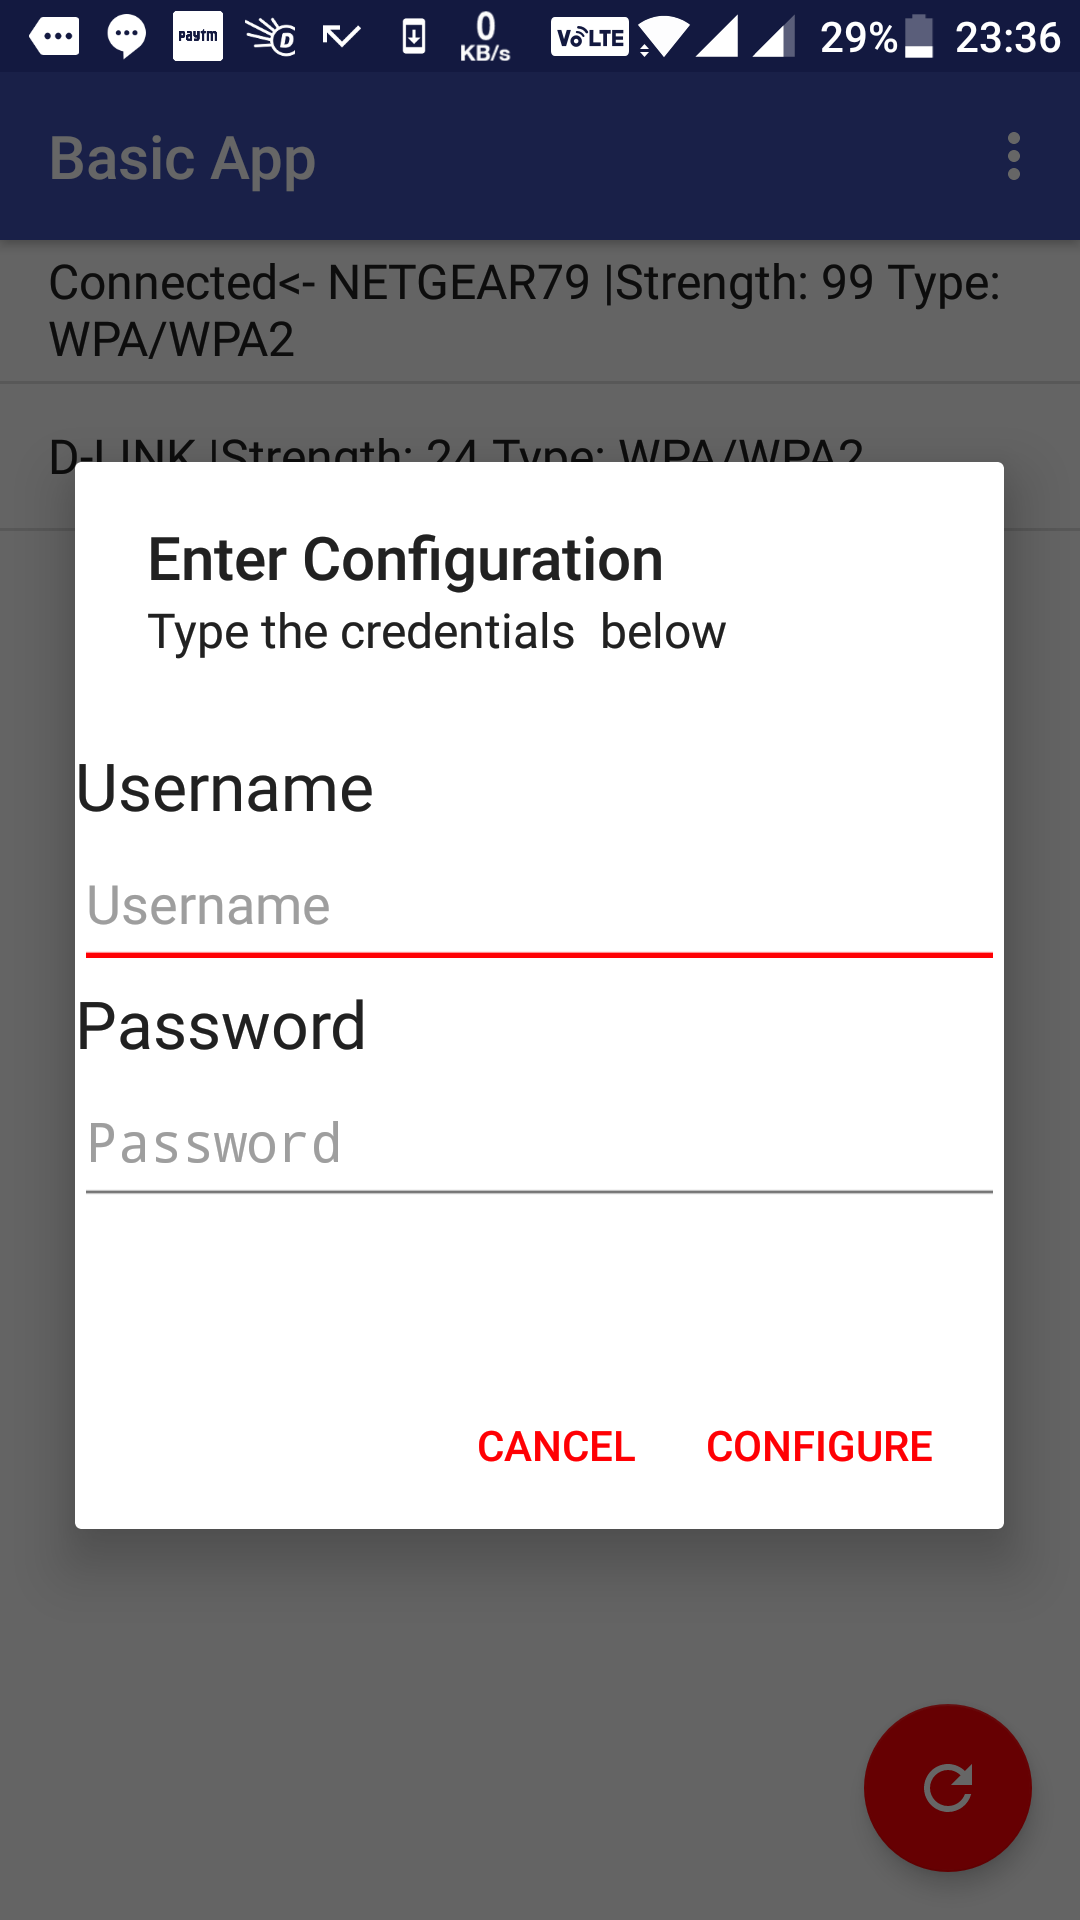 paytm D 0 KB/s VoLTE 29% 23:36
Basic App
Connected<- NETGEAR79 |Strength: 99 Type:
WPA/WPA2
D-LINK |Strength: 24 Type: WPA/WPA2
Enter Configuration
Type the credentials  below
Username
Username
Password
Password
CANCEL CONFIGURE